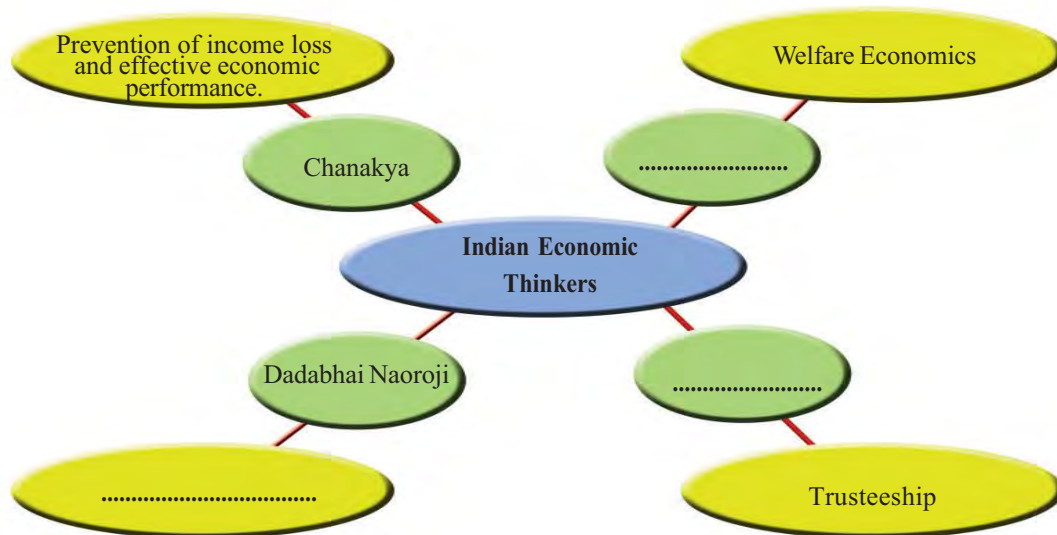 Prevention of income loss
and effective economic
performance.
Welfare Economics
Chanakya
.........................
Indian Economic
Thinkers
Dadabhai Naoroji
.........................
....................................
Trusteeship